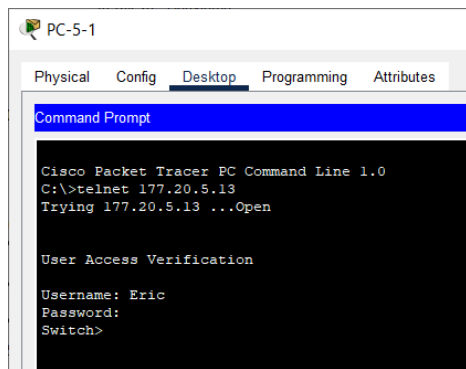 PC-5-1
Physical Config Desktop Programming Attributes
Command Prompt
Cisco Packet Tracer PC Command Line 1.0
C:\>telnet 177.20.5.13
Trying 177.20.5.13 ...Open
User Access Verification
Username: Eric
Password:
Switch>